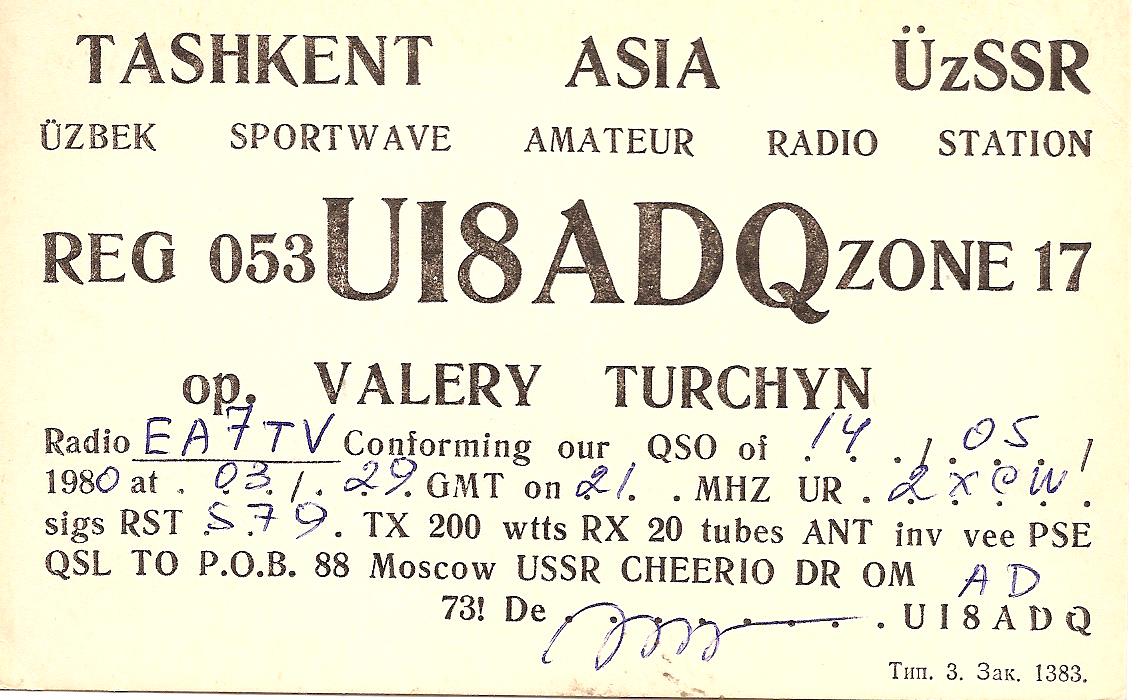 TASHKENT ASIA ÜzSSR
ÜZBEK SPORTWAVE AMATEUR RADIO STATION
REG 053 UI8ADQ ZONE 17
op. VALERY TURCHYN
Radio EA7TV Conforming our QSO of 14 / 05 /
1980 at 03 / 29 GMT on 21 MHZ UR 2XCW
sigs RST 579 TX 200 wtts RX 20 tubes ANT inv vee PSE
QSL TO P.O.B. 88 Moscow USSR CHEERIO DR OM AD
73! De . . . . . . . . UI8ADQ
Тип. 3. Зак. 1383.